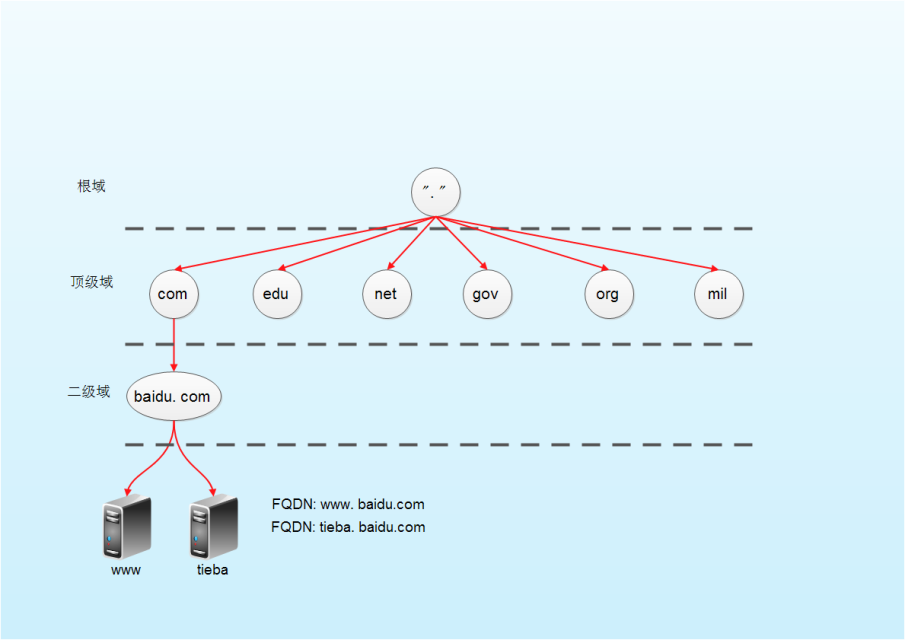 根域
"."
顶级域
com edu net gov org mil
二级域
baidu. com
FQDN: www. baidu.com
FQDN: tieba. baidu.com
www tieba